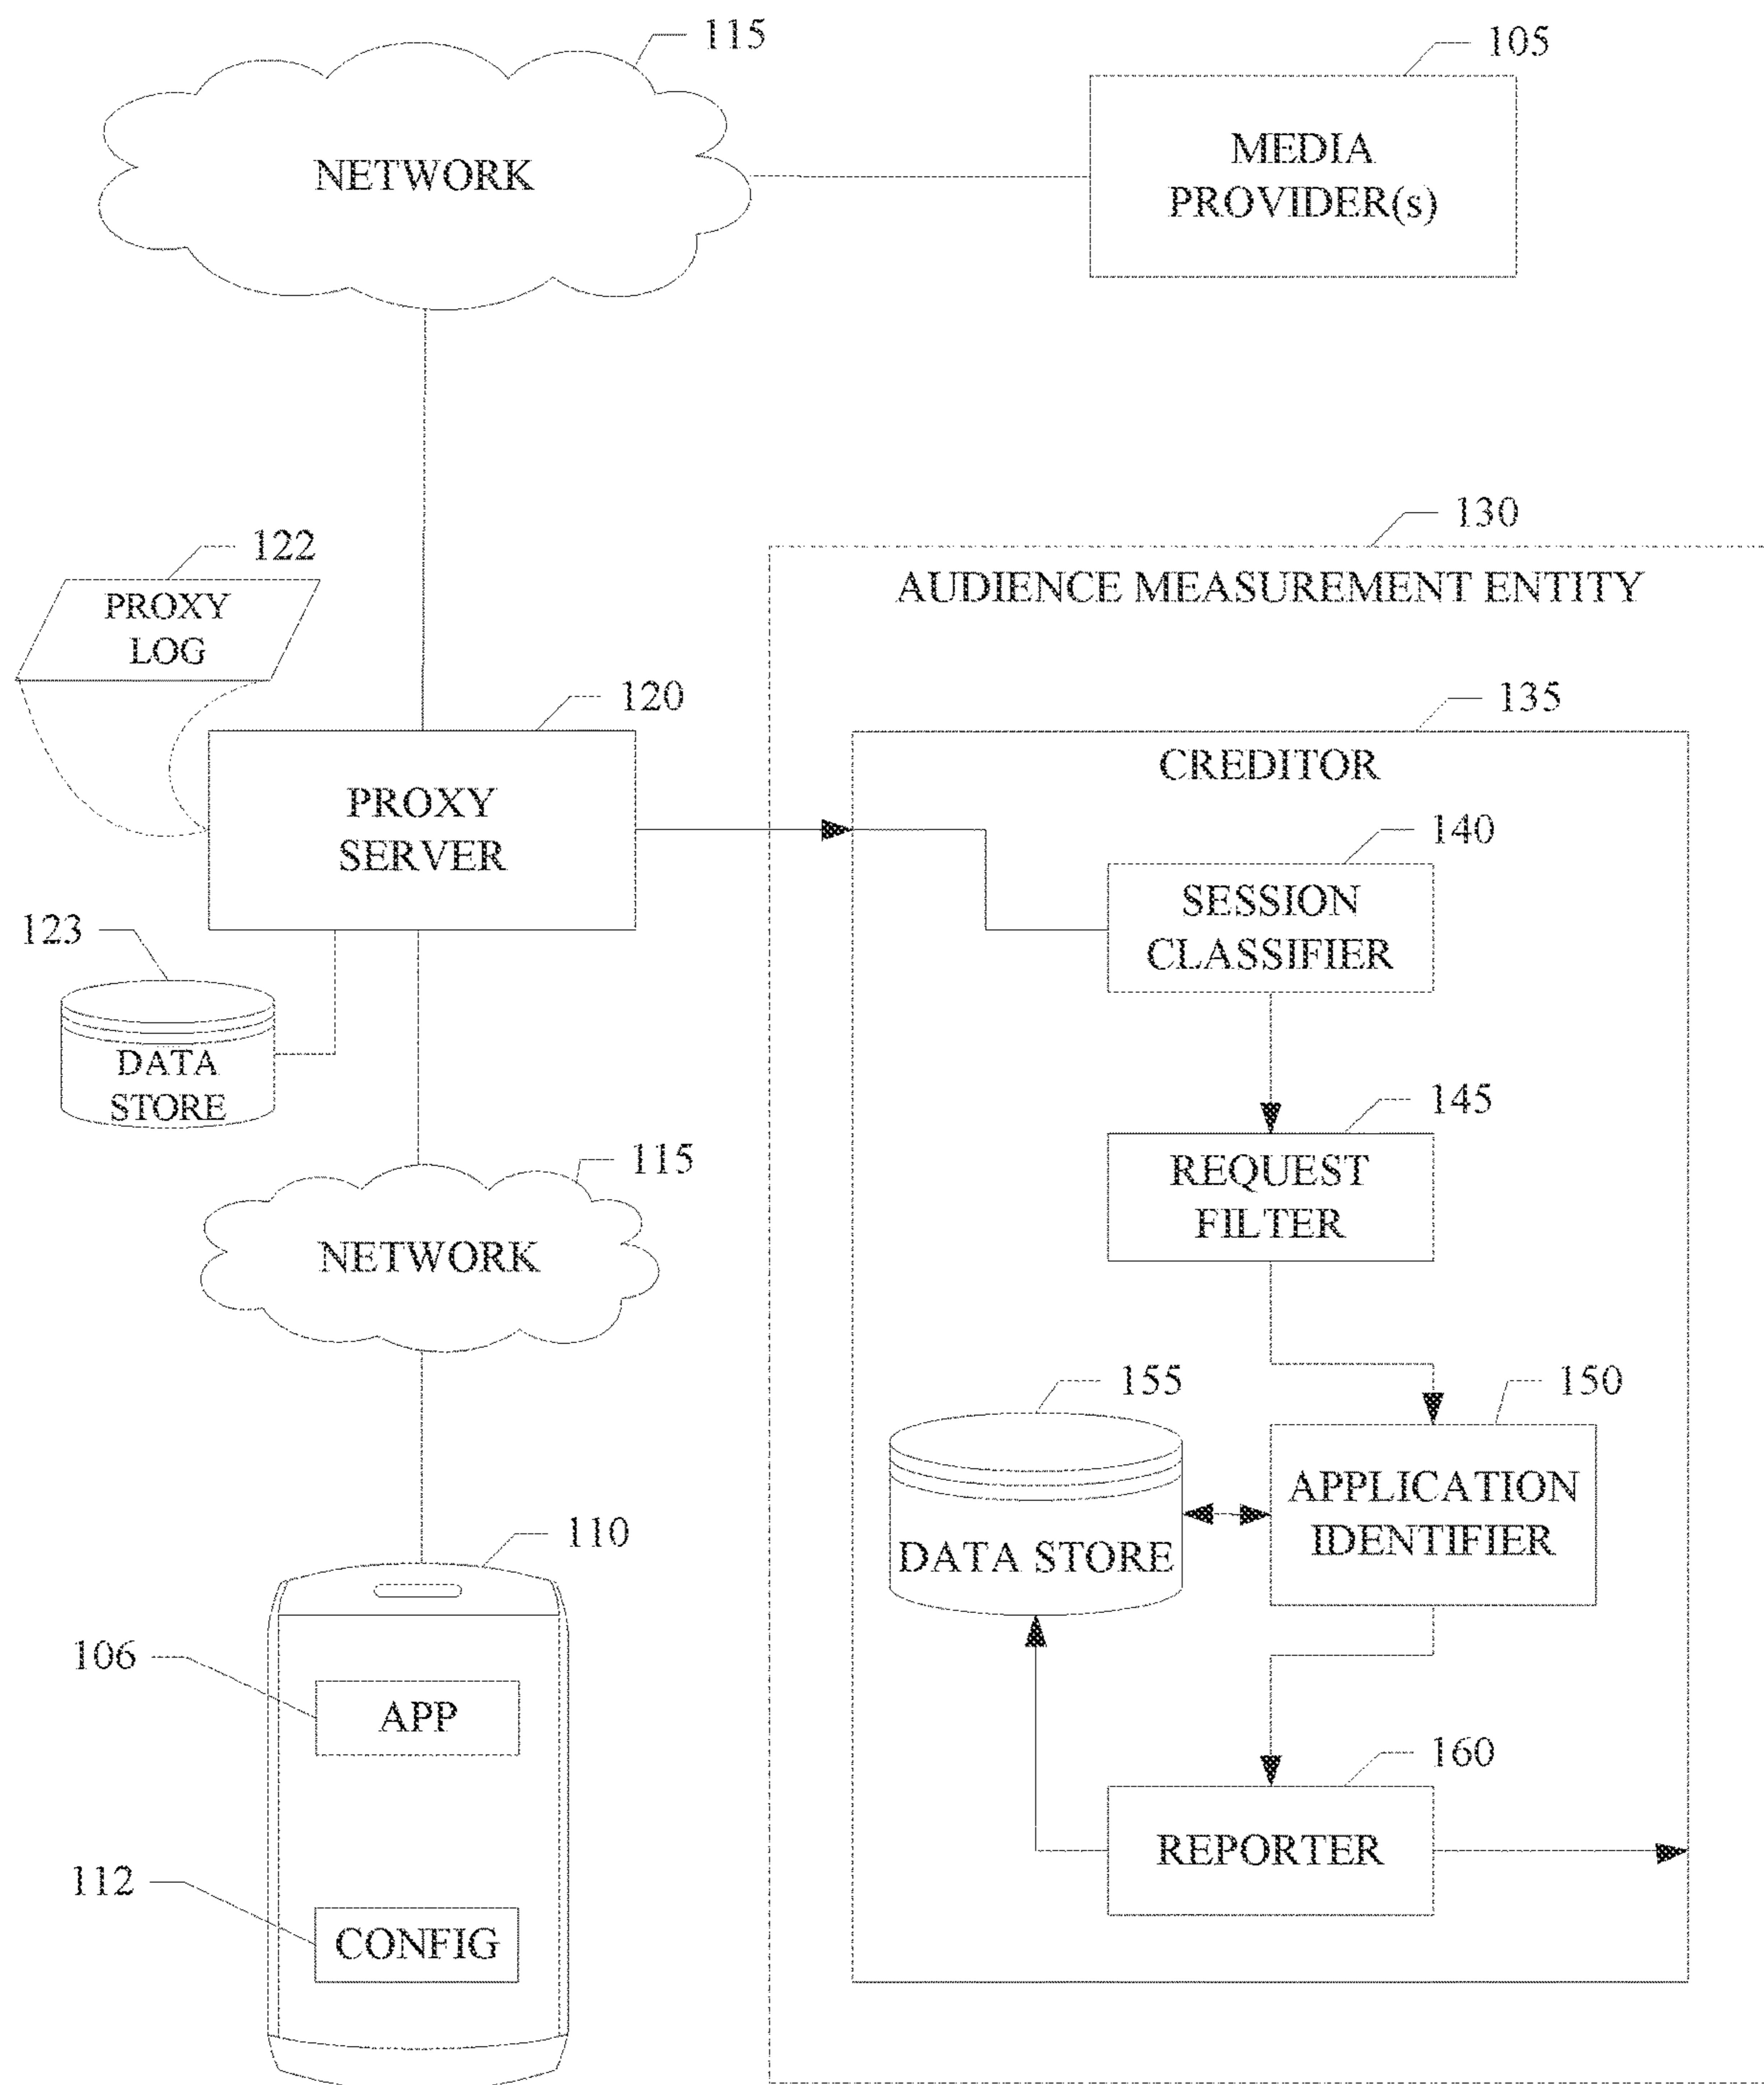 115
105
NETWORK
MEDIA
PROVIDER(s)
130
122
AUDIENCE MEASUREMENT ENTITY
PROXY
LOG
120
135
CREDITOR
PROXY
SERVER
140
SESSION
CLASSIFIER
123
DATA
STORE
145
REQUEST
FILTER
115
NETWORK
155
150
DATA STORE
APPLICATION
IDENTIFIER
110
106
APP
160
REPORTER
112
CONFIG